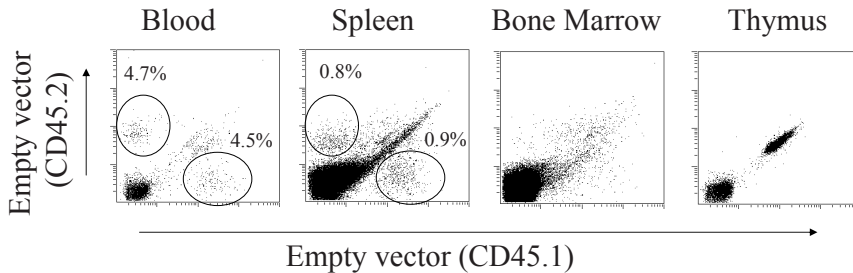 Blood Spleen Bone Marrow Thymus
4.7% 0.8%
4.5% 0.9%
Empty vector
(CD45.2)
Empty vector (CD45.1)